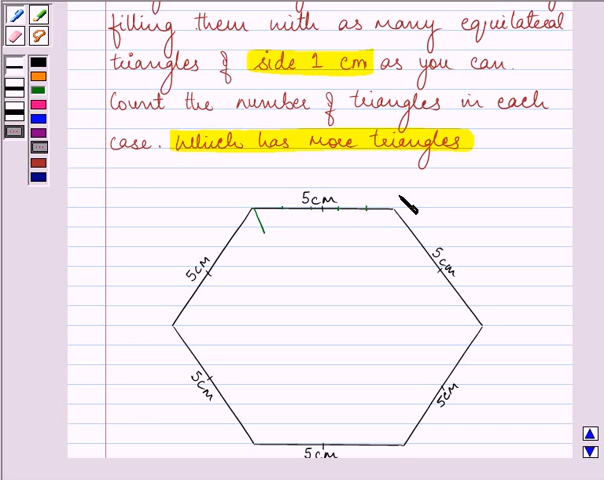 filling them with as many equilateral
triangles of side 1 cm as you can.
Count the number of triangles in each
case. Which has more triangles
5cm
5cm
5cm
5cm
5cm
5cm